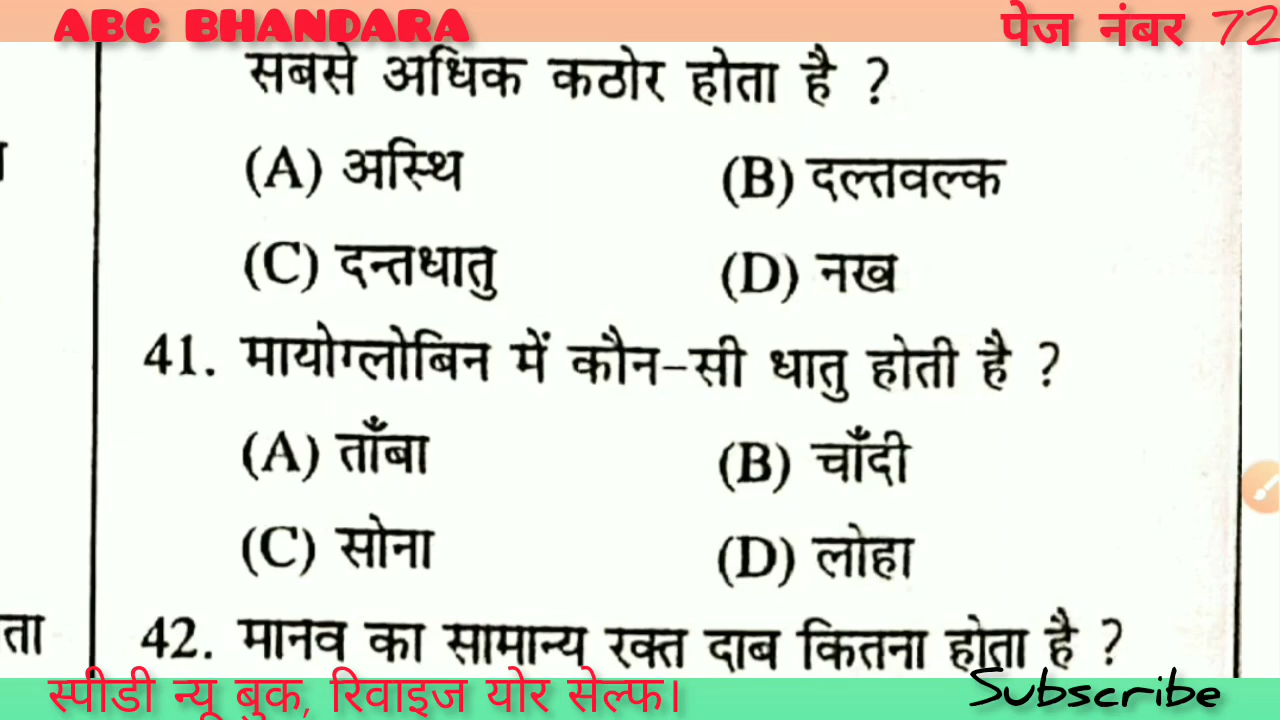 ABC BHANDARA पेज नंबर 72
सबसे अधिक कठोर होता है ?
(A) अस्थि (B) दल्तवल्क
(C) दन्तधातु (D) नख
41. मायोग्लोबिन में कौन-सी धातु होती है ?
(A) ताँबा (B) चाँदी
(C) सोना (D) लोहा
ता 42. मानव का सामान्य रक्त दाब कितना होता है ?
स्पीडी न्यू बुक, रिवाइज योर सेल्फ। Subscribe